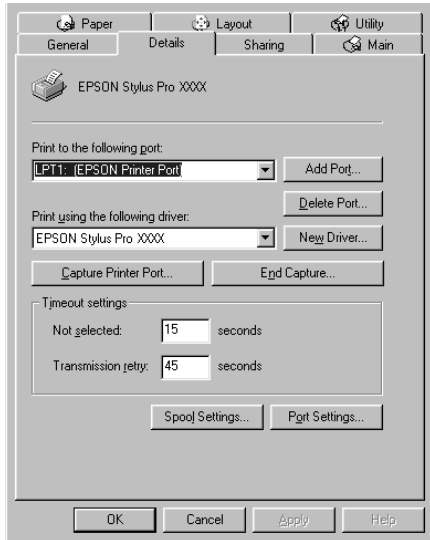 Paper Layout Utility
General Details Sharing Main
EPSON Stylus Pro XXXX
Print to the following port:
LPT1: (EPSON Printer Port) Add Port...
Delete Port...
Print using the following driver:
EPSON Stylus Pro XXXX New Driver...
Capture Printer Port... End Capture...
Timeout settings
Not selected: 15 seconds
Transmission retry: 45 seconds
Spool Settings... Port Settings...
OK Cancel Apply Help